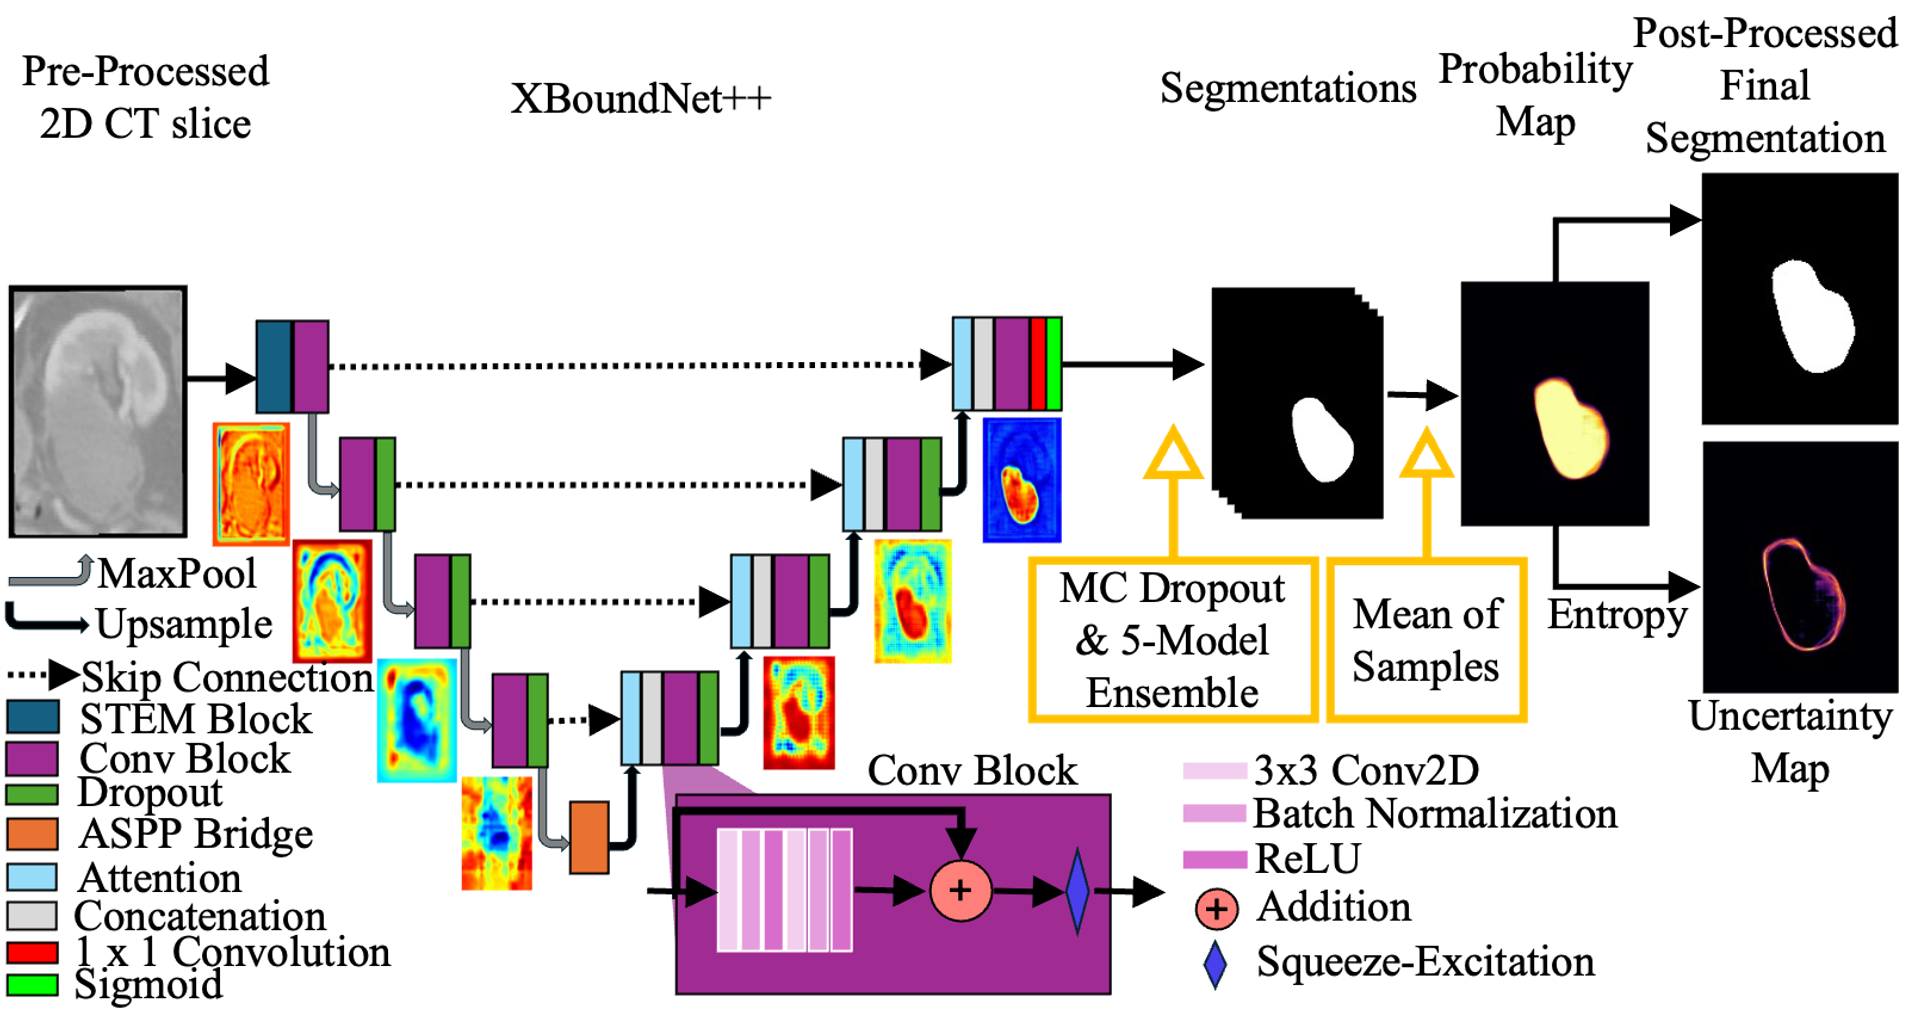 Pre-Processed
2D CT slice
XBoundNet++
Segmentations
Probability
Map
Post-Processed
Final
Segmentation
MaxPool
Upsample
Skip Connection
STEM Block
Conv Block
Dropout
ASPP Bridge
Attention
Concatenation
1 x 1 Convolution
Sigmoid
MC Dropout
& 5-Model
Ensemble
Mean of
Samples
Entropy
Uncertainty
Map
Conv Block
+
3x3 Conv2D
Batch Normalization
ReLU
+ Addition
Squeeze-Excitation